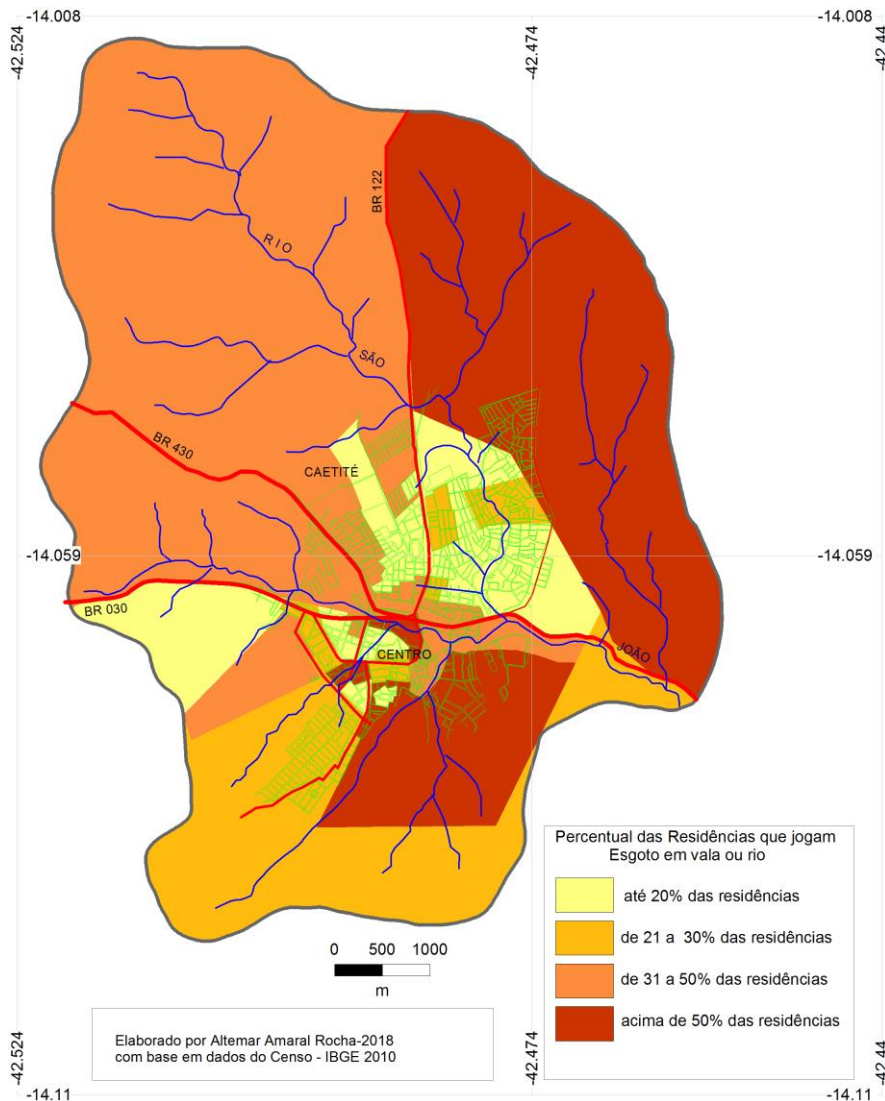 -14.008
-14.008
-42.524
-42.474
-42.44
BR 122
RIO
SÃO
BR 430
CAETITÉ
-14.059
-14.059
BR 030
CENTRO
JOÃO
Percentual das Residências que jogam
Esgoto em vala ou rio
até 20% das residências
de 21 a 30% das residências
de 31 a 50% das residências
acima de 50% das residências
0 500 1000
m
Elaborado por Altemar Amaral Rocha-2018
com base em dados do Censo - IBGE 2010
-42.524
-42.474
-42.44
-14.11
-14.11